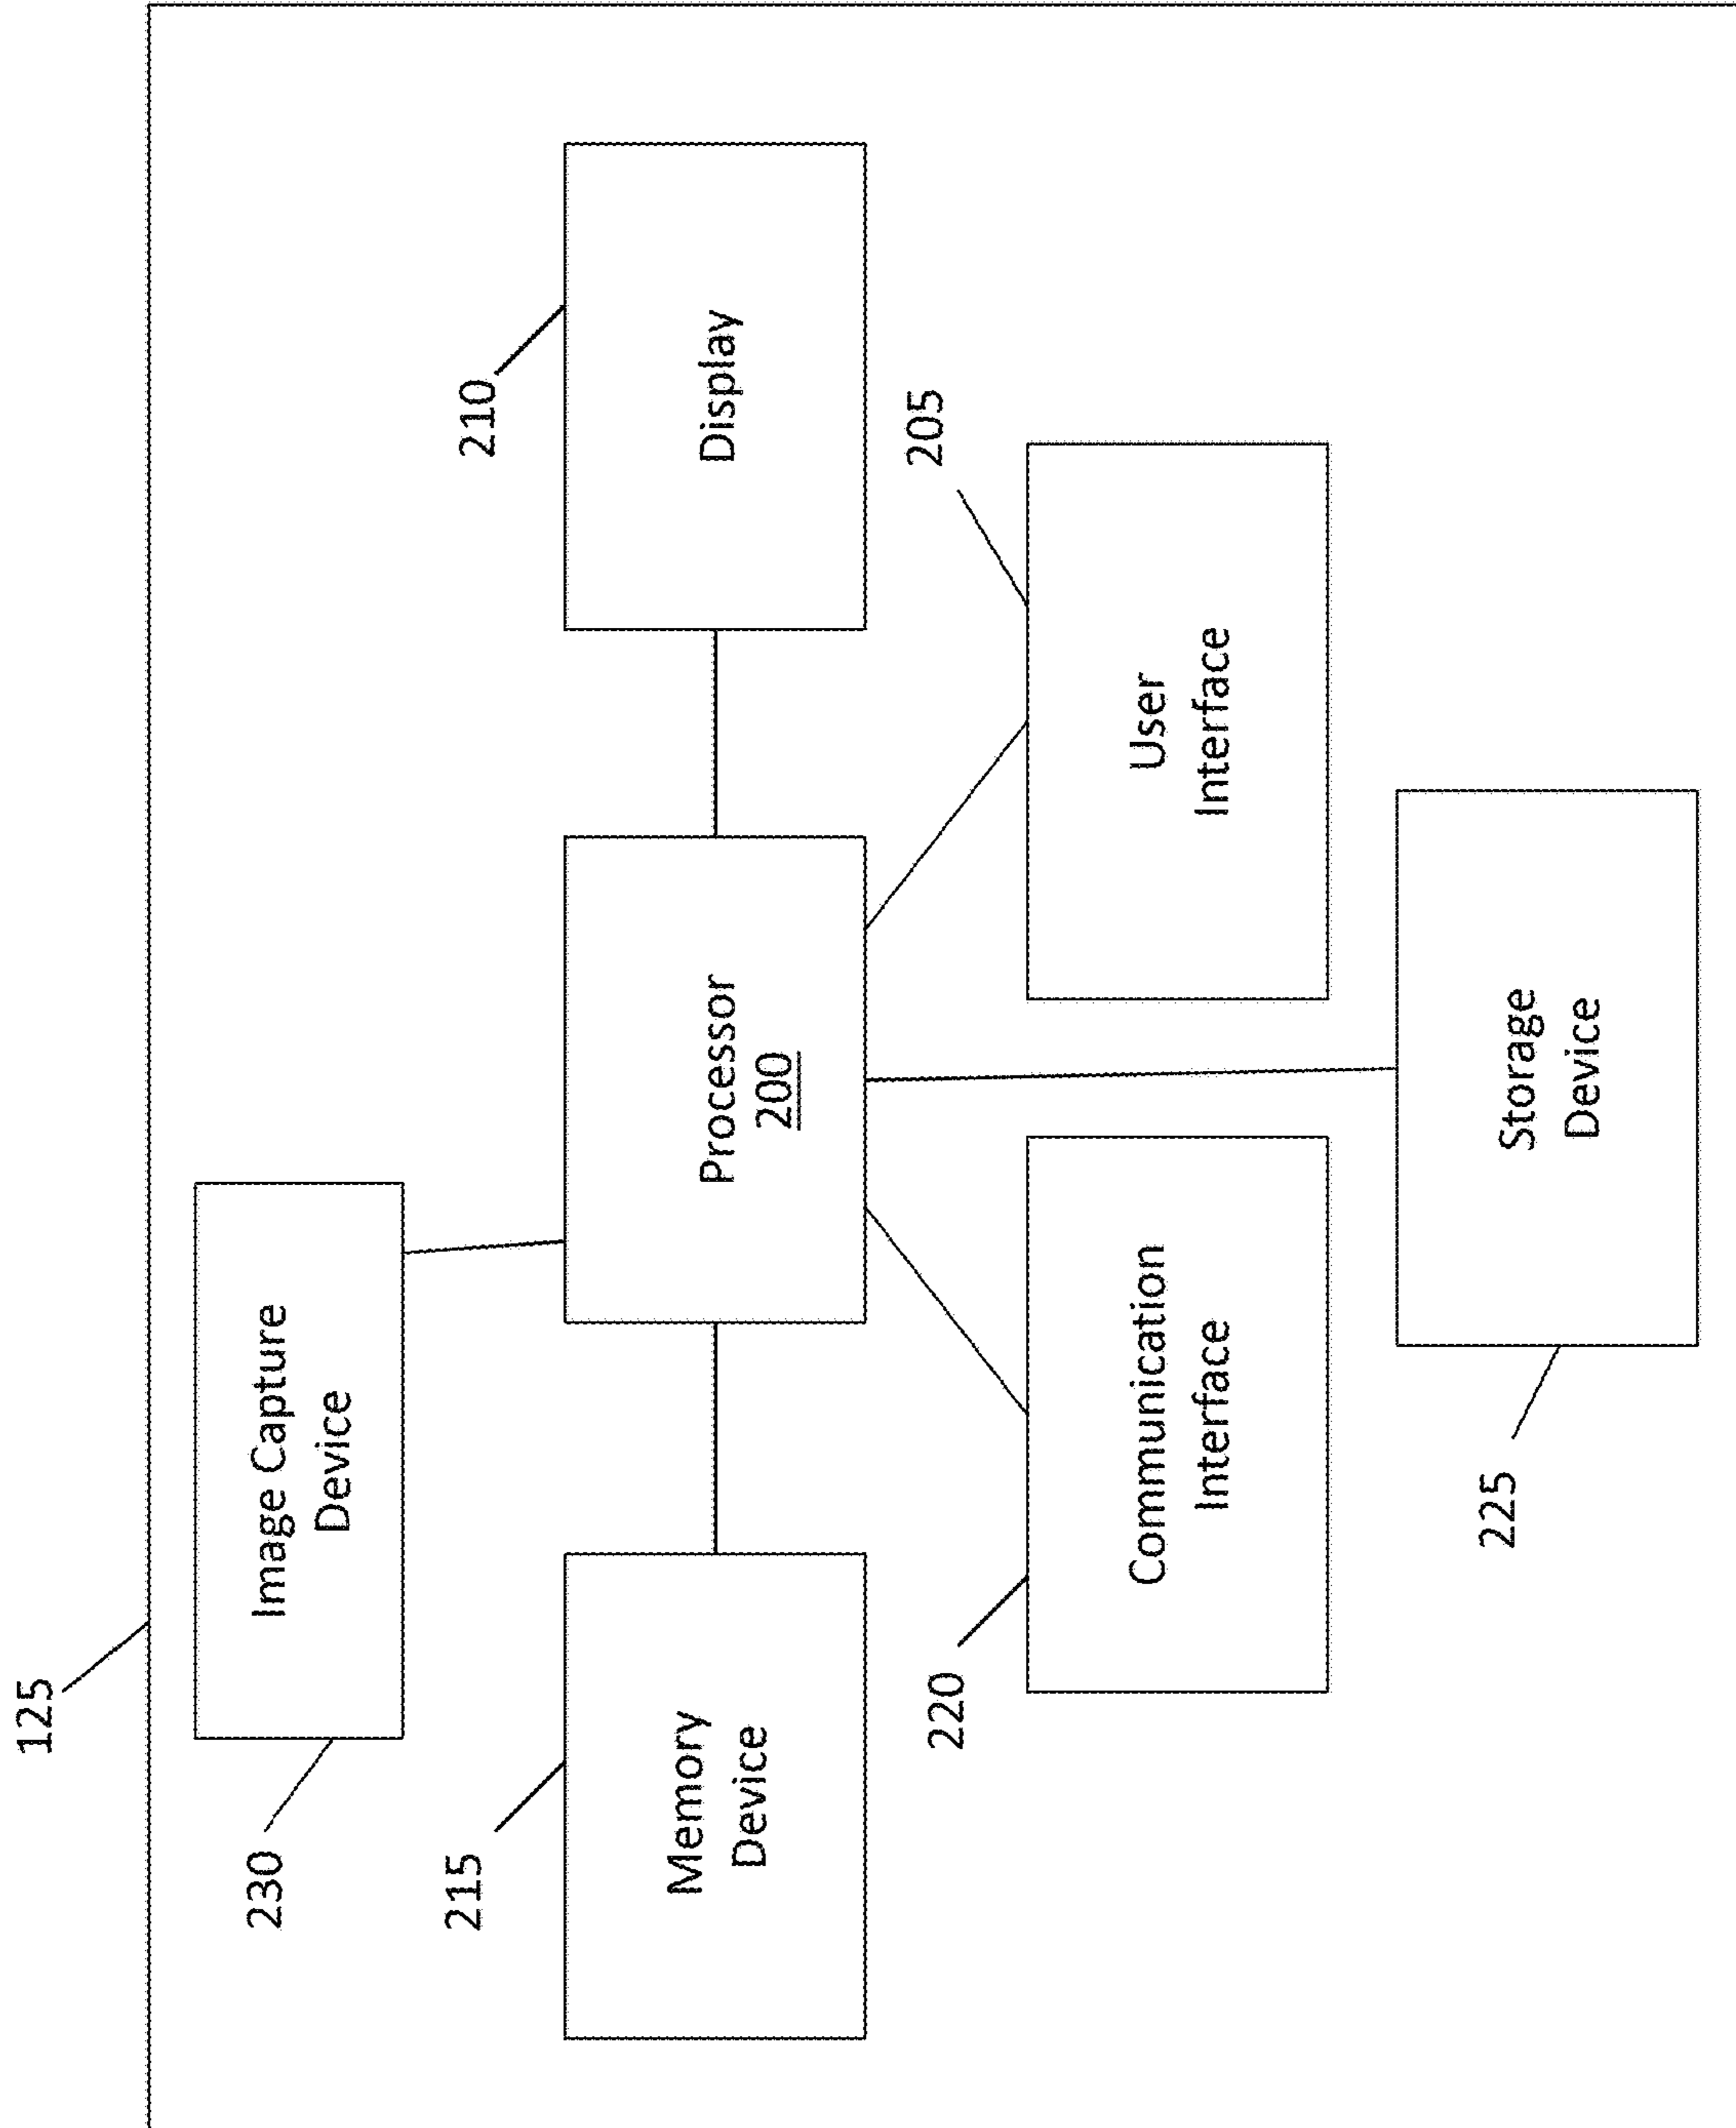 125
230
Image Capture
Device
215
Memory
Device
Processor
200
210
Display
220
Communication
Interface
205
User
Interface
225
Storage
Device